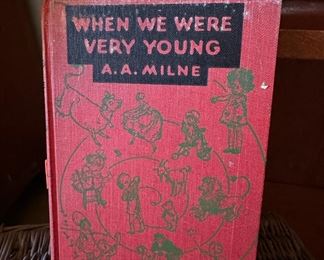 WHEN WE WERE
VERY YOUNG
A. A. MILNE